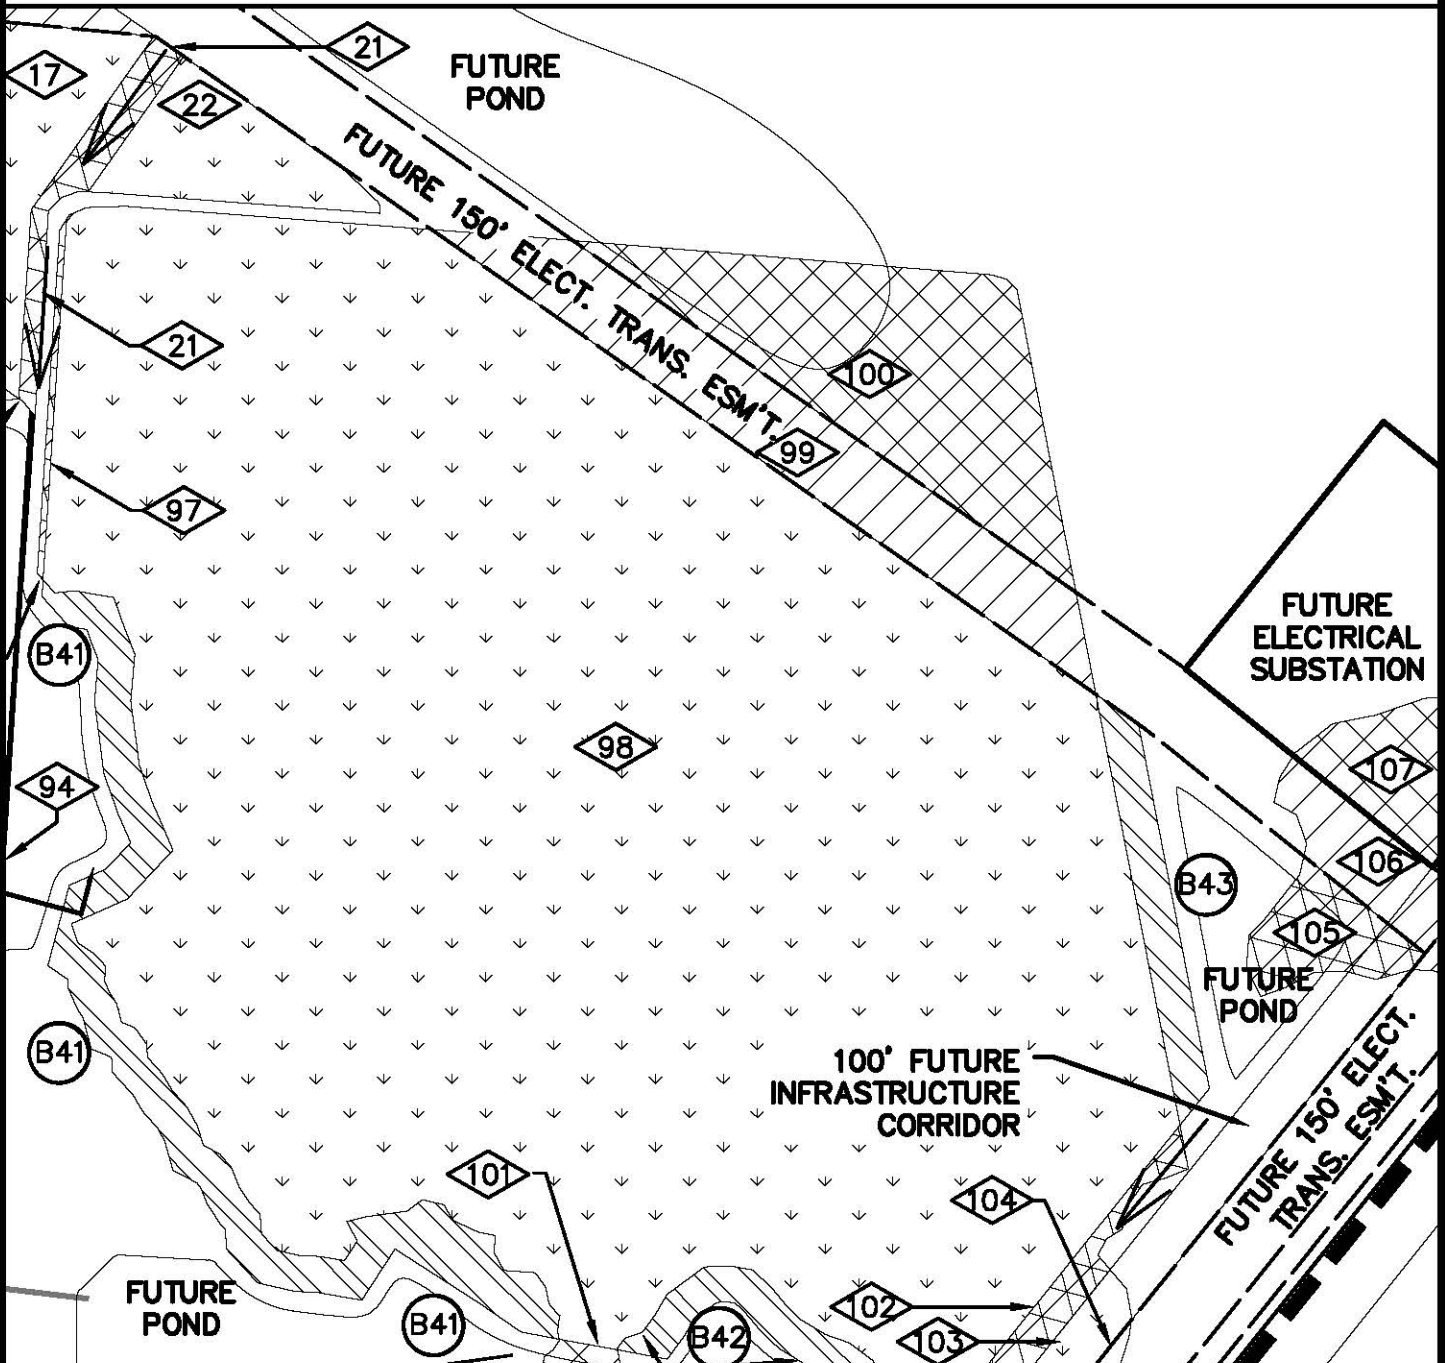 21
17
FUTURE
POND
22
FUTURE 150' ELECT. TRANS. ESM'T.
21
100
99
97
FUTURE
ELECTRICAL
SUBSTATION
B41
98
94
107
106
B43
105
FUTURE
POND
B41
100' FUTURE
INFRASTRUCTURE
CORRIDOR
FUTURE 150' ELECT.
TRANS. ESM'T.
101
104
FUTURE
POND
102
B41
B42
103